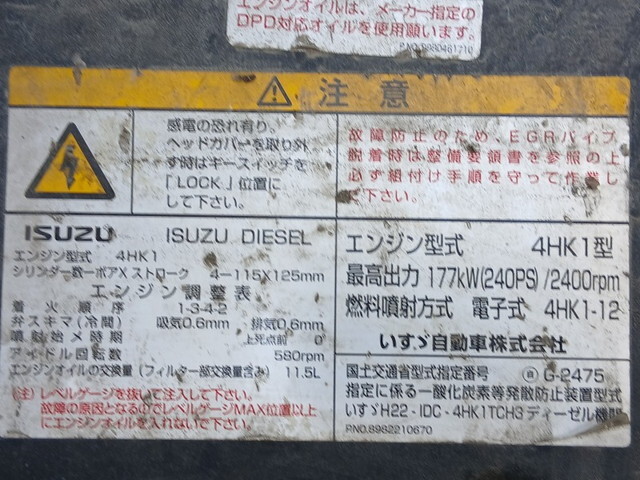 エンジンオイルは、メーカー指定の
DPD対応オイルを使用願います。
P.NO.8980461710
注意
感電の恐れ有り。
ヘッドカバーを取り外
す時はキースイッチを
「LOCK」位置に
して下さい。
故障防止のため、EGRパイプ
脱着時は整備要領書を参照の上
必ず組付け手順を守って作業し
て下さい。
ISUZU ISUZU DIESEL
エンジン型式 4HK1
シリンダー数ーボアXストローク 4-115X125mm
エンジン調整表
着火順序 1-3-4-2
弁スキマ(冷間) 吸気0.6mm 排気0.6mm
噴射始メ時期 上死点前 0°
アイドル回転数 580rpm
エンジンオイルの交換量(フィルター部交換量含み) 11.5L
(注)レベルゲージを抜いて注入して下さい。
故障の原因となるのでレベルゲージMAX位置以上
にエンジンオイルを入れないで下さい。
エンジン型式 4HK1型
最高出力 177kW(240PS)/2400rpm
燃料噴射方式 電子式 4HK1-12
いすゞ自動車株式会社
国土交通省型式指定番号 G-2475
指定に係る一酸化炭素等発散防止装置型式
いすゞH22-IDC-4HK1TCH3ディーゼル機関
P.NO.8982210670